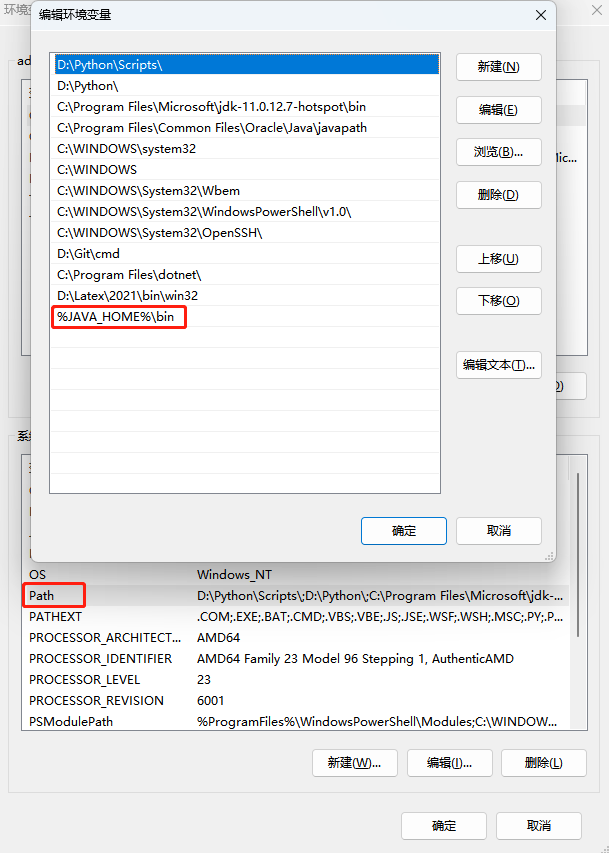 环境
编辑环境变量
ad
D:\Python\Scripts\
D:\Python\
C:\Program Files\Microsoft\jdk-11.0.12.7-hotspot\bin
C:\Program Files\Common Files\Oracle\Java\javapath
C:\WINDOWS\system32
C:\WINDOWS
C:\WINDOWS\System32\Wbem
C:\WINDOWS\System32\WindowsPowerShell\v1.0\
C:\WINDOWS\System32\OpenSSH\
D:\Git\cmd
C:\Program Files\dotnet\
D:\Latex\2021\bin\win32
%JAVA_HOME%\bin
新建(N)
编辑(E)
浏览(B)...
删除(D)
上移(U)
下移(O)
编辑文本(T)...
确定
取消
ic...
系统
OS Windows_NT
Path D:\Python\Scripts\;D:\Python\;C:\Program Files\Microsoft\jdk-...
PATHEXT .COM;.EXE;.BAT;.CMD;.VBS;.VBE;.JS;.JSE;.WSF;.WSH;.MSC;.PY;.P...
PROCESSOR_ARCHITECT... AMD64
PROCESSOR_IDENTIFIER AMD64 Family 23 Model 96 Stepping 1, AuthenticAMD
PROCESSOR_LEVEL 23
PROCESSOR_REVISION 6001
PSModulePath %ProgramFiles%\WindowsPowerShell\Modules;C:\WINDOW...
新建(W)...
编辑(I)...
删除(L)
确定
取消